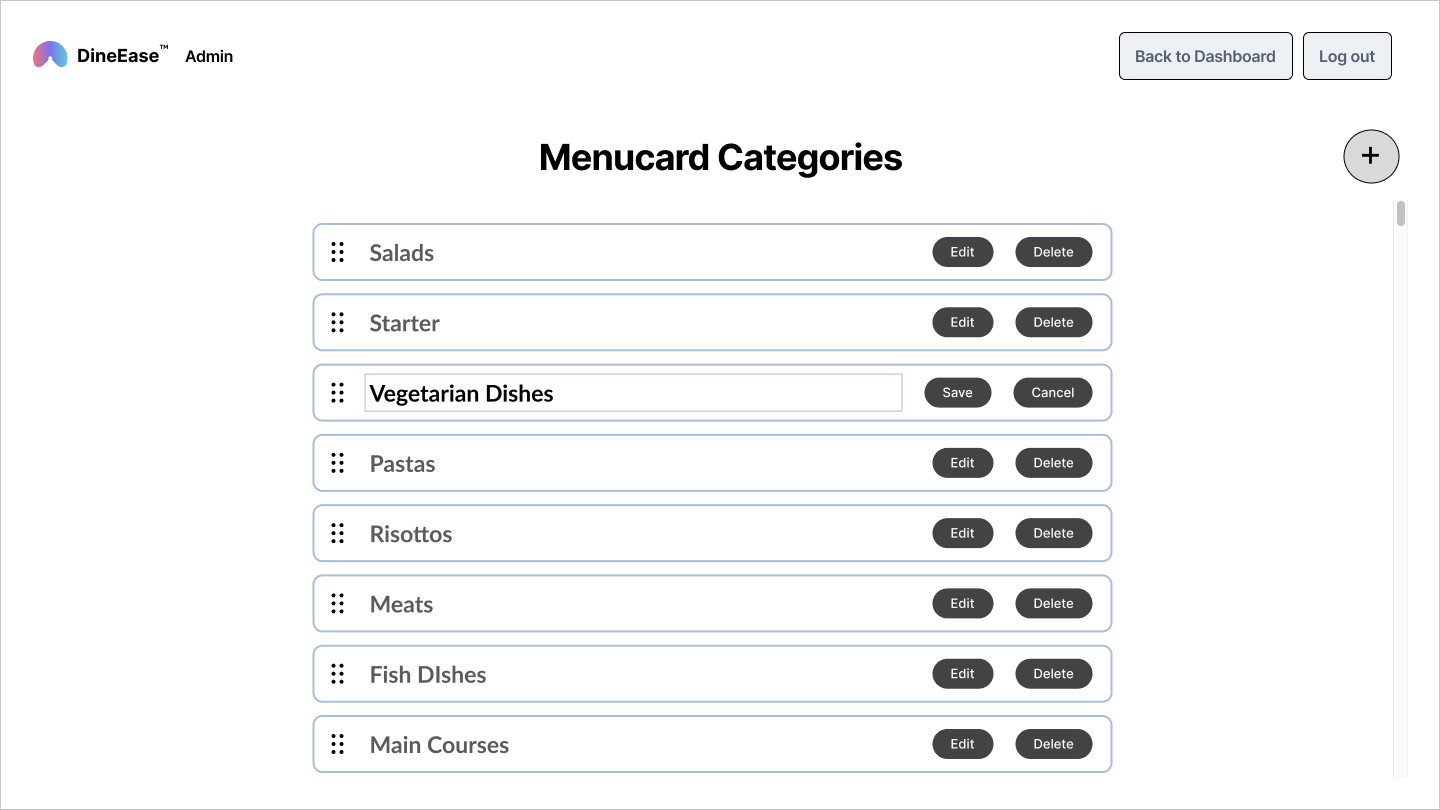 DineEase™ Admin
Back to Dashboard
Log out
Menucard Categories
+
Salads Edit Delete
Starter Edit Delete
Vegetarian Dishes Save Cancel
Pastas Edit Delete
Risottos Edit Delete
Meats Edit Delete
Fish DIshes Edit Delete
Main Courses Edit Delete